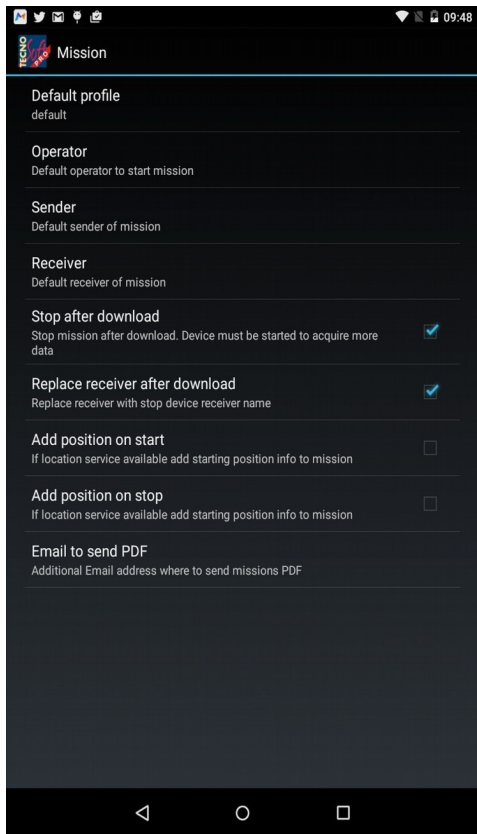 09:48
TECNO
Soft
PRO
Mission
Default profile
default
Operator
Default operator to start mission
Sender
Default sender of mission
Receiver
Default receiver of mission
Stop after download
Stop mission after download. Device must be started to acquire more
data
Replace receiver after download
Replace receiver with stop device receiver name
Add position on start
If location service available add starting position info to mission
Add position on stop
If location service available add starting position info to mission
Email to send PDF
Additional Email address where to send missions PDF